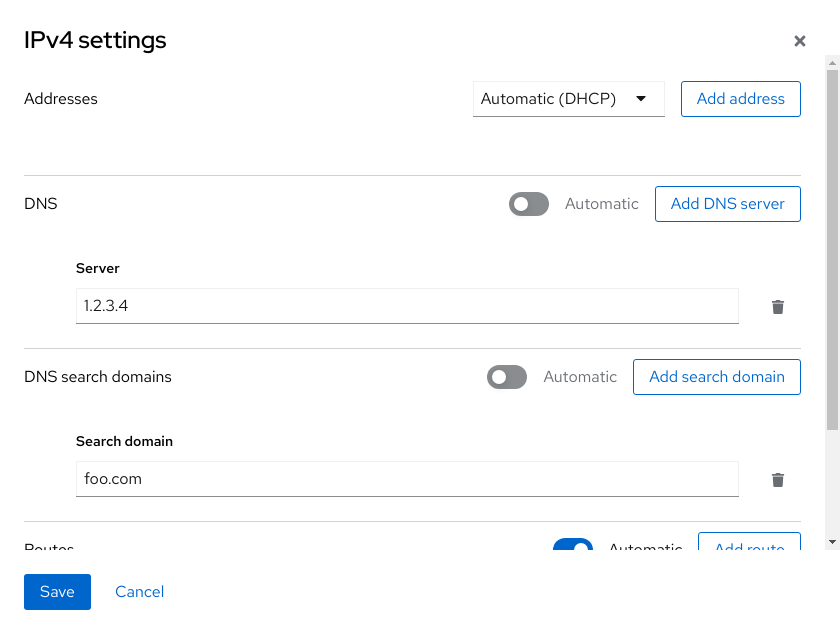 IPv4 settings
Addresses Automatic (DHCP) Add address
DNS Automatic Add DNS server
Server
1.2.3.4
DNS search domains Automatic Add search domain
Search domain
foo.com
Routes Automatic Add route
Save Cancel